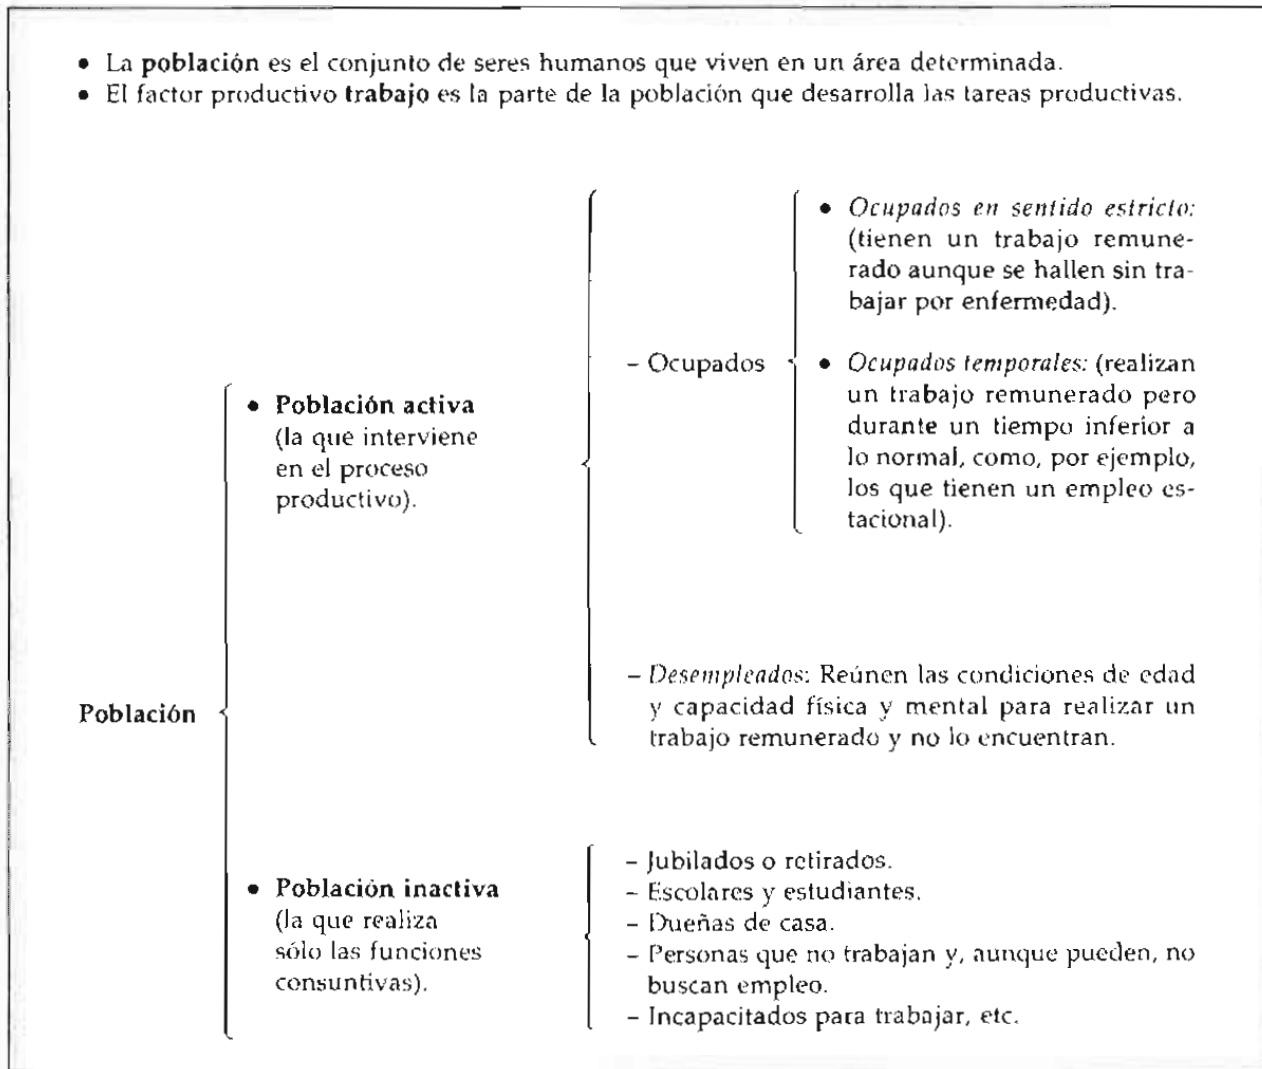 • La población es el conjunto de seres humanos que viven en un área determinada.
• El factor productivo trabajo es la parte de la población que desarrolla las tareas productivas.
Población
• Población activa
(la que interviene
en el proceso
productivo).
– Ocupados
• Ocupados en sentido estricto:
(tienen un trabajo remune-
rado aunque se hallen sin tra-
bajar por enfermedad).
• Ocupados temporales: (realizan
un trabajo remunerado pero
durante un tiempo inferior a
lo normal, como, por ejemplo,
los que tienen un empleo es-
tacional).
– Desempleados: Reúnen las condiciones de edad
y capacidad física y mental para realizar un
trabajo remunerado y no lo encuentran.
• Población inactiva
(la que realiza
sólo las funciones
consuntivas).
– Jubilados o retirados.
– Escolares y estudiantes.
– Dueñas de casa.
– Personas que no trabajan y, aunque pueden, no
buscan empleo.
– Incapacitados para trabajar, etc.